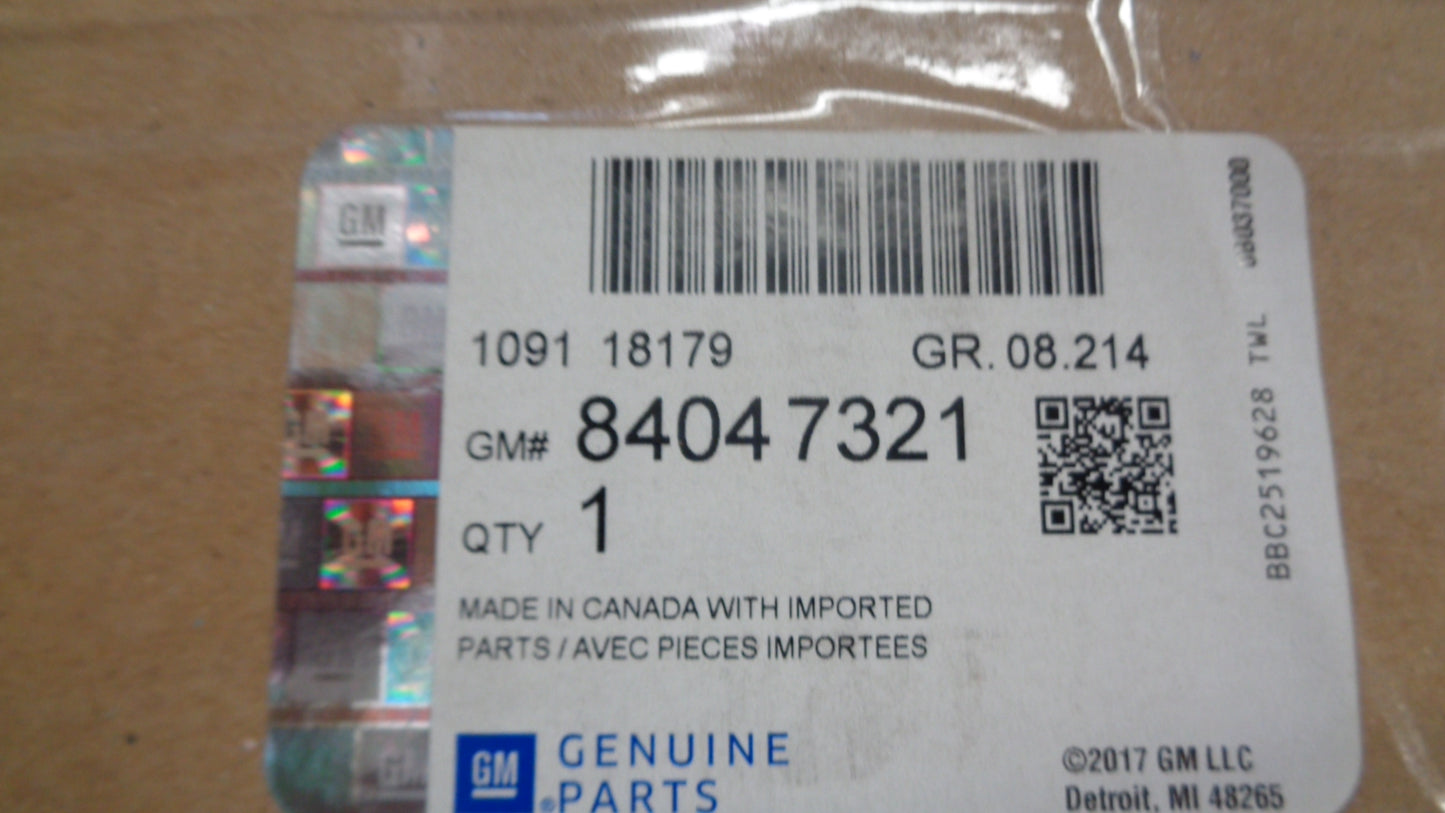 GM
1091 18179 GR. 08.214
GM# 84047321
QTY 1
MADE IN CANADA WITH IMPORTED
PARTS / AVEC PIECES IMPORTEES
GM GENUINE
®PARTS
©2017 GM LLC
Detroit, MI 48265
BBC2519628 TWL